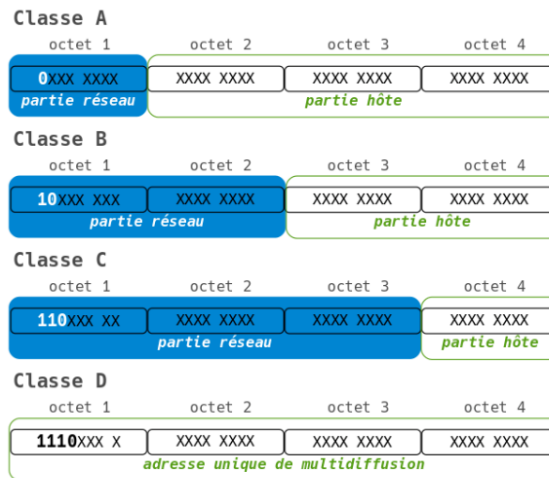 Classe A
octet 1 octet 2 octet 3 octet 4
0XXX XXXX XXXX XXXX XXXX XXXX XXXX XXXX
partie réseau partie hôte
Classe B
octet 1 octet 2 octet 3 octet 4
10XXX XXX XXXX XXXX XXXX XXXX XXXX XXXX
partie réseau partie hôte
Classe C
octet 1 octet 2 octet 3 octet 4
110XXX XX XXXX XXXX XXXX XXXX XXXX XXXX
partie réseau partie hôte
Classe D
octet 1 octet 2 octet 3 octet 4
1110XXX X XXXX XXXX XXXX XXXX XXXX XXXX
adresse unique de multidiffusion